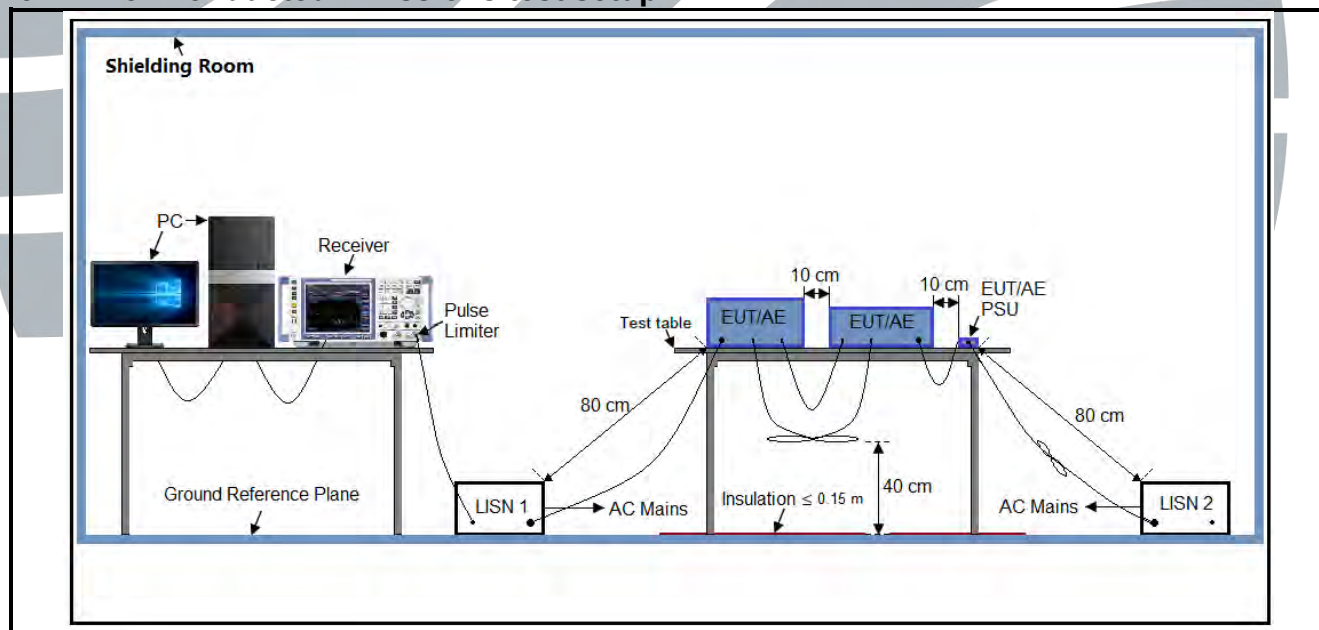 Shielding Room
PC
Receiver
Pulse
Limiter
10 cm
10 cm
EUT/AE
PSU
Test table
EUT/AE
EUT/AE
80 cm
80 cm
Ground Reference Plane
LISN 1
AC Mains
Insulation ≤ 0.15 m
40 cm
AC Mains
LISN 2